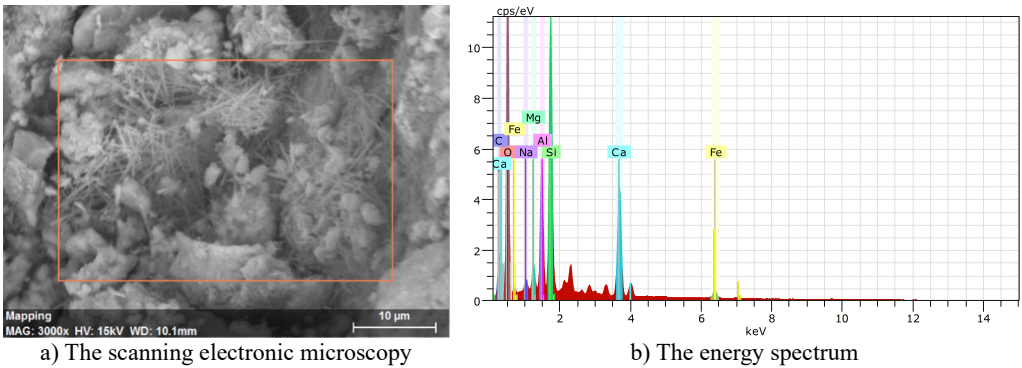 Mapping
MAG: 3000x HV: 15kV WD: 10.1mm
10 µm
a) The scanning electronic microscopy
cps/eV
10
8
6
4
2
0
Mg
Fe
C
Al
O
Na
Si
Ca
Ca
Fe
2
4
6
8
10
12
14
keV
b) The energy spectrum